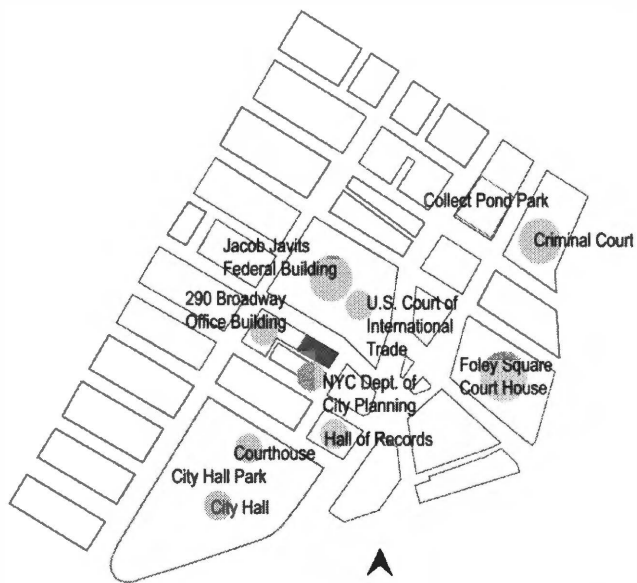 Collect Pond Park
Criminal Court
Jacob Javits
Federal Building
290 Broadway
Office Building
U.S. Court of
International
Trade
Foley Square
Court House
NYC Dept. of
City Planning
Hall of Records
Courthouse
City Hall Park
City Hall